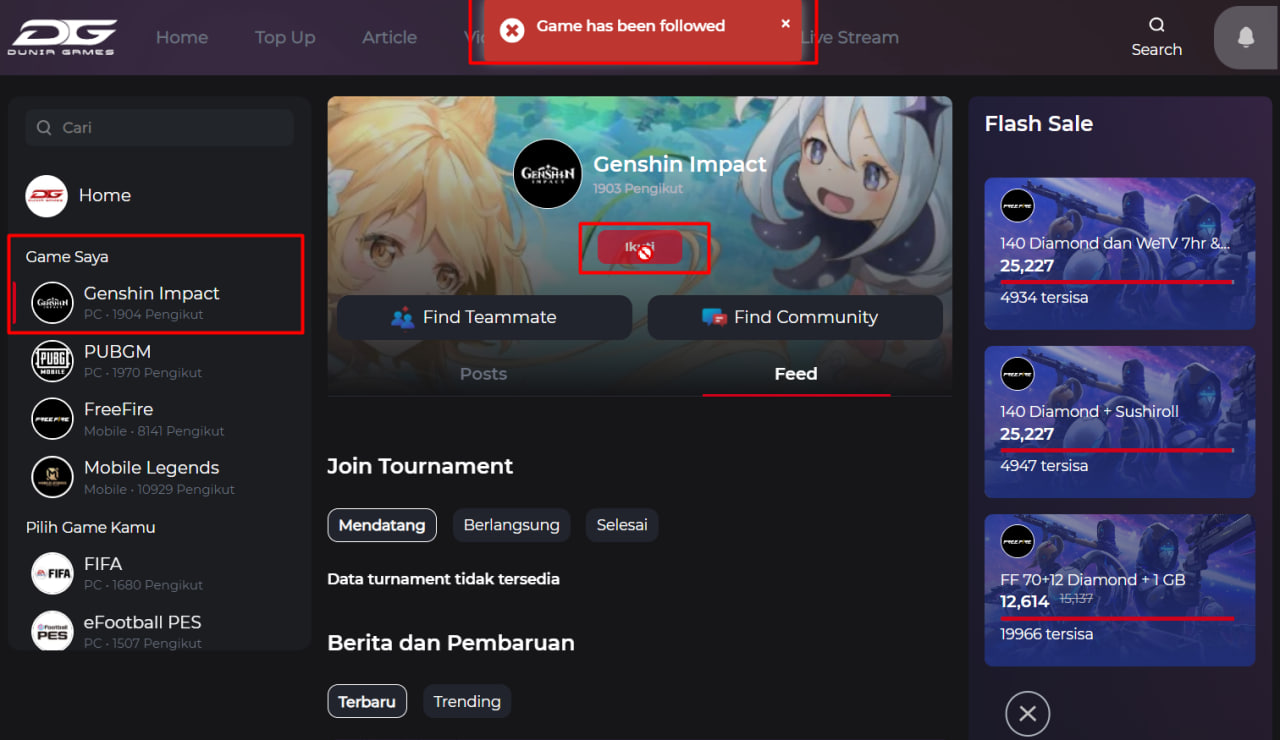 DG
DUNIA GAMES
Home
Top Up
Article
Live Stream
Game has been followed
Search
Cari
Home
Game Saya
Genshin Impact
PC • 1904 Pengikut
PUBGM
PC • 1970 Pengikut
FreeFire
Mobile • 8141 Pengikut
Mobile Legends
Mobile • 10929 Pengikut
Pilih Game Kamu
FIFA
PC • 1680 Pengikut
eFootball PES
PC • 1507 Pengikut
GENSHIN
IMPACT
Genshin Impact
1903 Pengikut
Find Teammate
Find Community
Posts
Feed
Join Tournament
Mendatang
Berlangsung
Selesai
Data turnament tidak tersedia
Berita dan Pembaruan
Terbaru
Trending
Flash Sale
FREE FIRE
140 Diamond dan WeTV 7hr &...
25,227
4934 tersisa
FREE FIRE
140 Diamond + Sushiroll
25,227
4947 tersisa
FREE FIRE
FF 70+12 Diamond + 1 GB
12,614 15,137
19966 tersisa